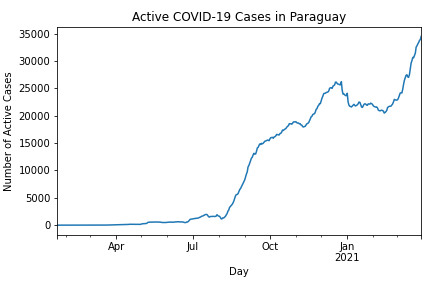 Active COVID-19 Cases in Paraguay
Number of Active Cases
35000
30000
25000
20000
15000
10000
5000
0
Apr
Jul
Oct
Jan
2021
Day